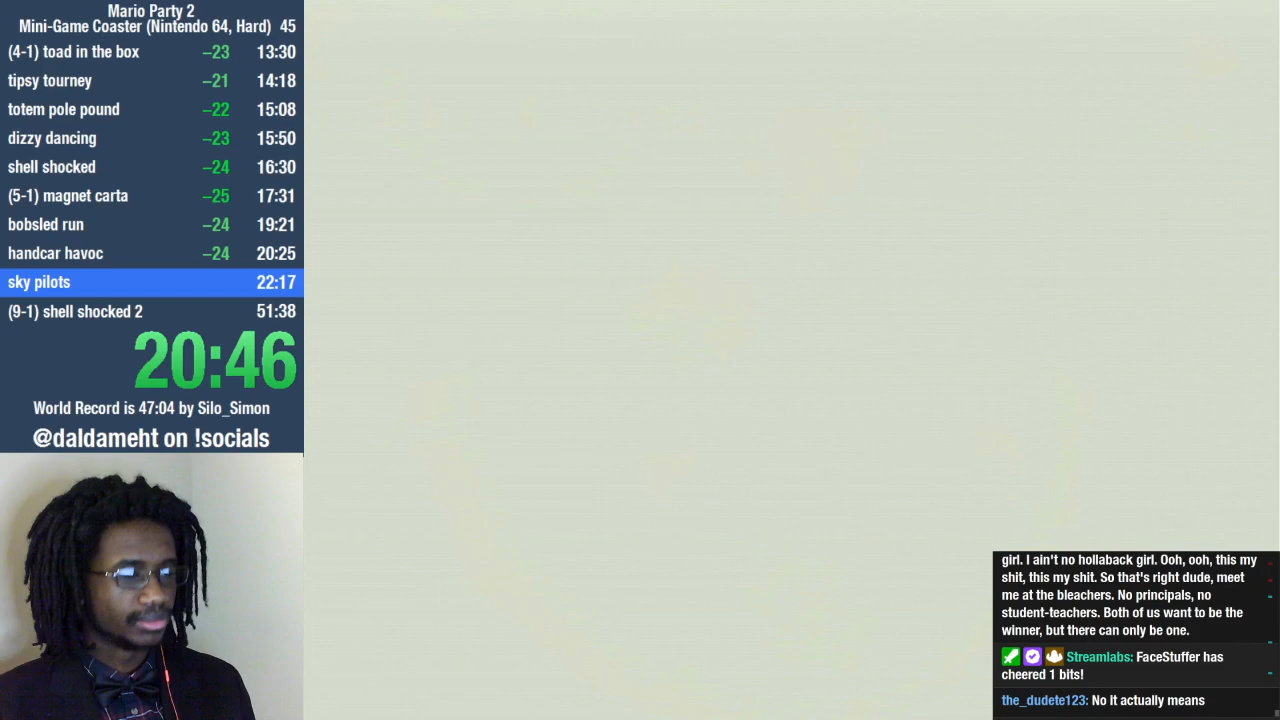 Mario Party 2
Mini-Game Coaster (Nintendo 64, Hard) 45
(4-1) toad in the box -23 13:30
tipsy tourney -21 14:18
totem pole pound -22 15:08
dizzy dancing -23 15:50
shell shocked -24 16:30
(5-1) magnet carta -25 17:31
bobsled run -24 19:21
handcar havoc -24 20:25
sky pilots 22:17
(9-1) shell shocked 2 51:38
20:46
World Record is 47:04 by Silo_Simon
@daldameht on !socials
girl. I ain't no hollaback girl. Ooh, ooh, this my
shit, this my shit. So that's right dude, meet
me at the bleachers. No principals, no
student-teachers. Both of us want to be the
winner, but there can only be one.
Streamlabs: FaceStuffer has
cheered 1 bits!
the_dudete123: No it actually means